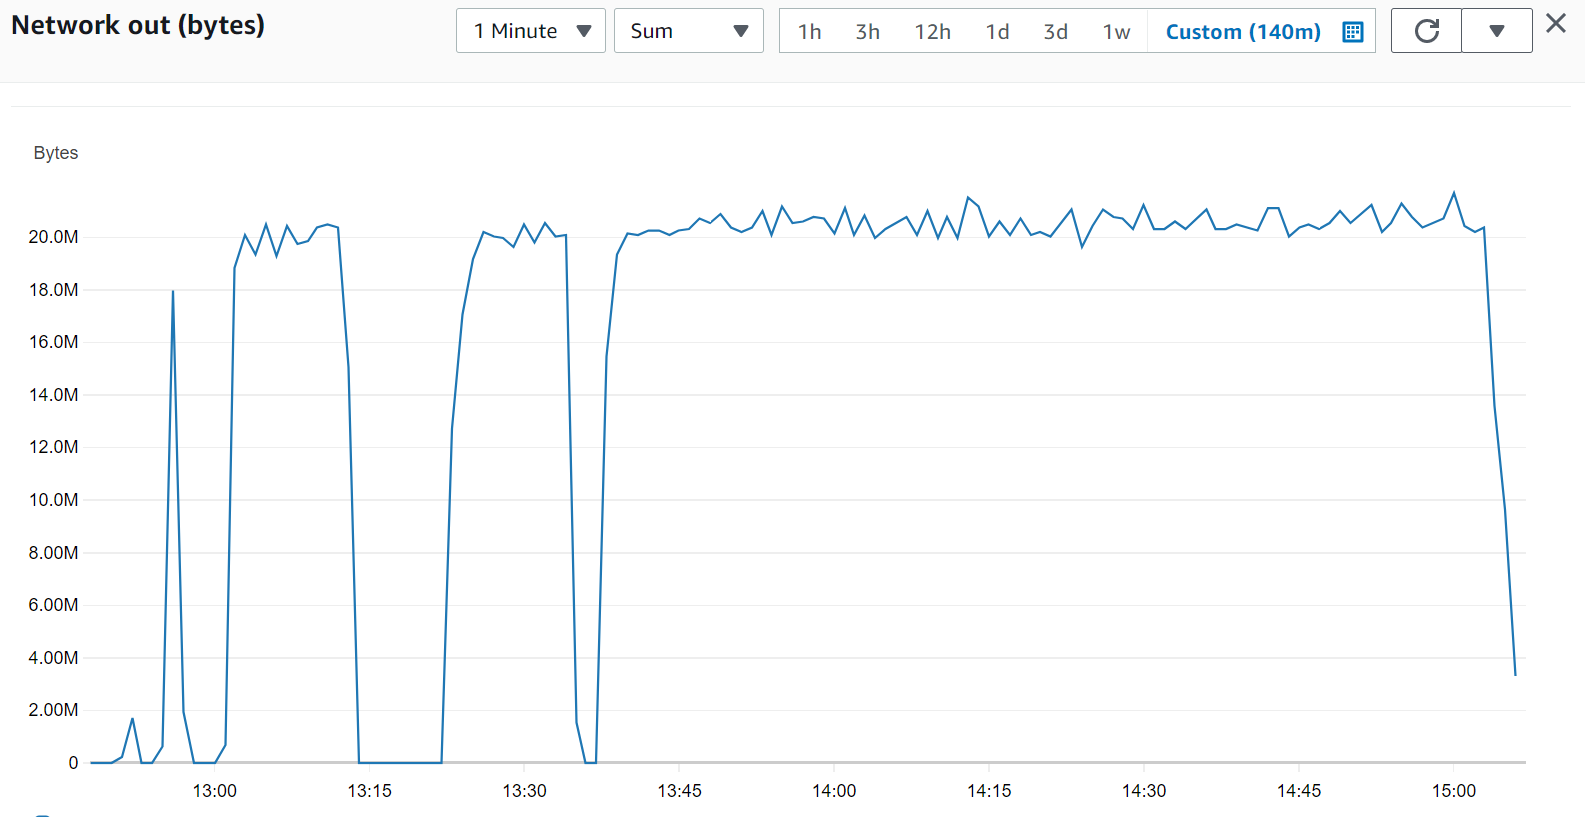 Network out (bytes)
1 Minute
Sum
1h 3h 12h 1d 3d 1w Custom (140m)
Bytes
20.0M
18.0M
16.0M
14.0M
12.0M
10.0M
8.00M
6.00M
4.00M
2.00M
0
13:00 13:15 13:30 13:45 14:00 14:15 14:30 14:45 15:00